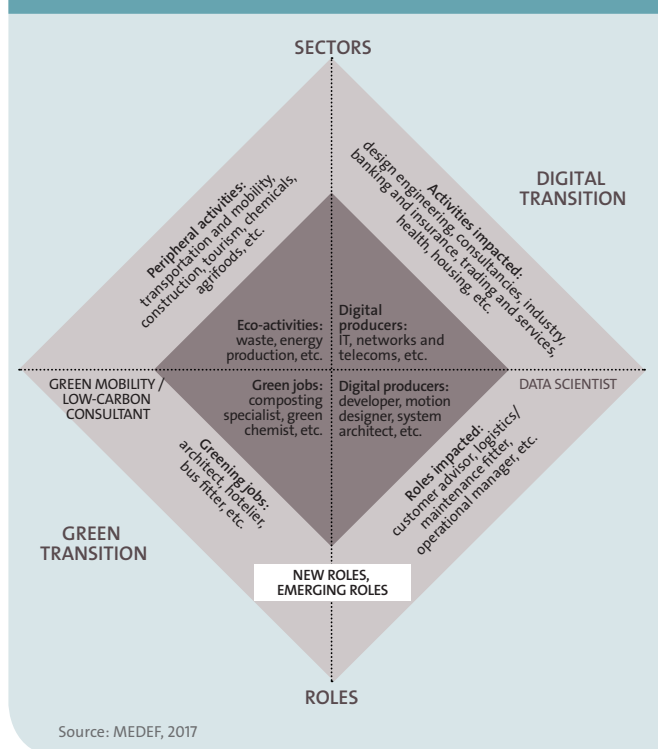 SECTORS
DIGITAL
TRANSITION
Peripheral activities:
transportation and mobility,
construction, tourism, chemicals,
agrifoods, etc.
Activities impacted:
design engineering, consultancies, industry,
banking and insurance, trading and services,
health, housing, etc.
Eco-activities:
waste, energy
production, etc.
Digital
producers:
IT, networks and
telecoms, etc.
GREEN MOBILITY /
LOW-CARBON
CONSULTANT
DATA SCIENTIST
Green jobs:
composting
specialist, green
chemist, etc.
Digital producers:
developer, motion
designer, system
architect, etc.
Greening jobs:
architect, hotelier,
bus fitter, etc.
Roles impacted:
customer advisor, logistics/
maintenance fitter,
operational manager, etc.
GREEN
TRANSITION
NEW ROLES,
EMERGING ROLES
ROLES
Source: MEDEF, 2017